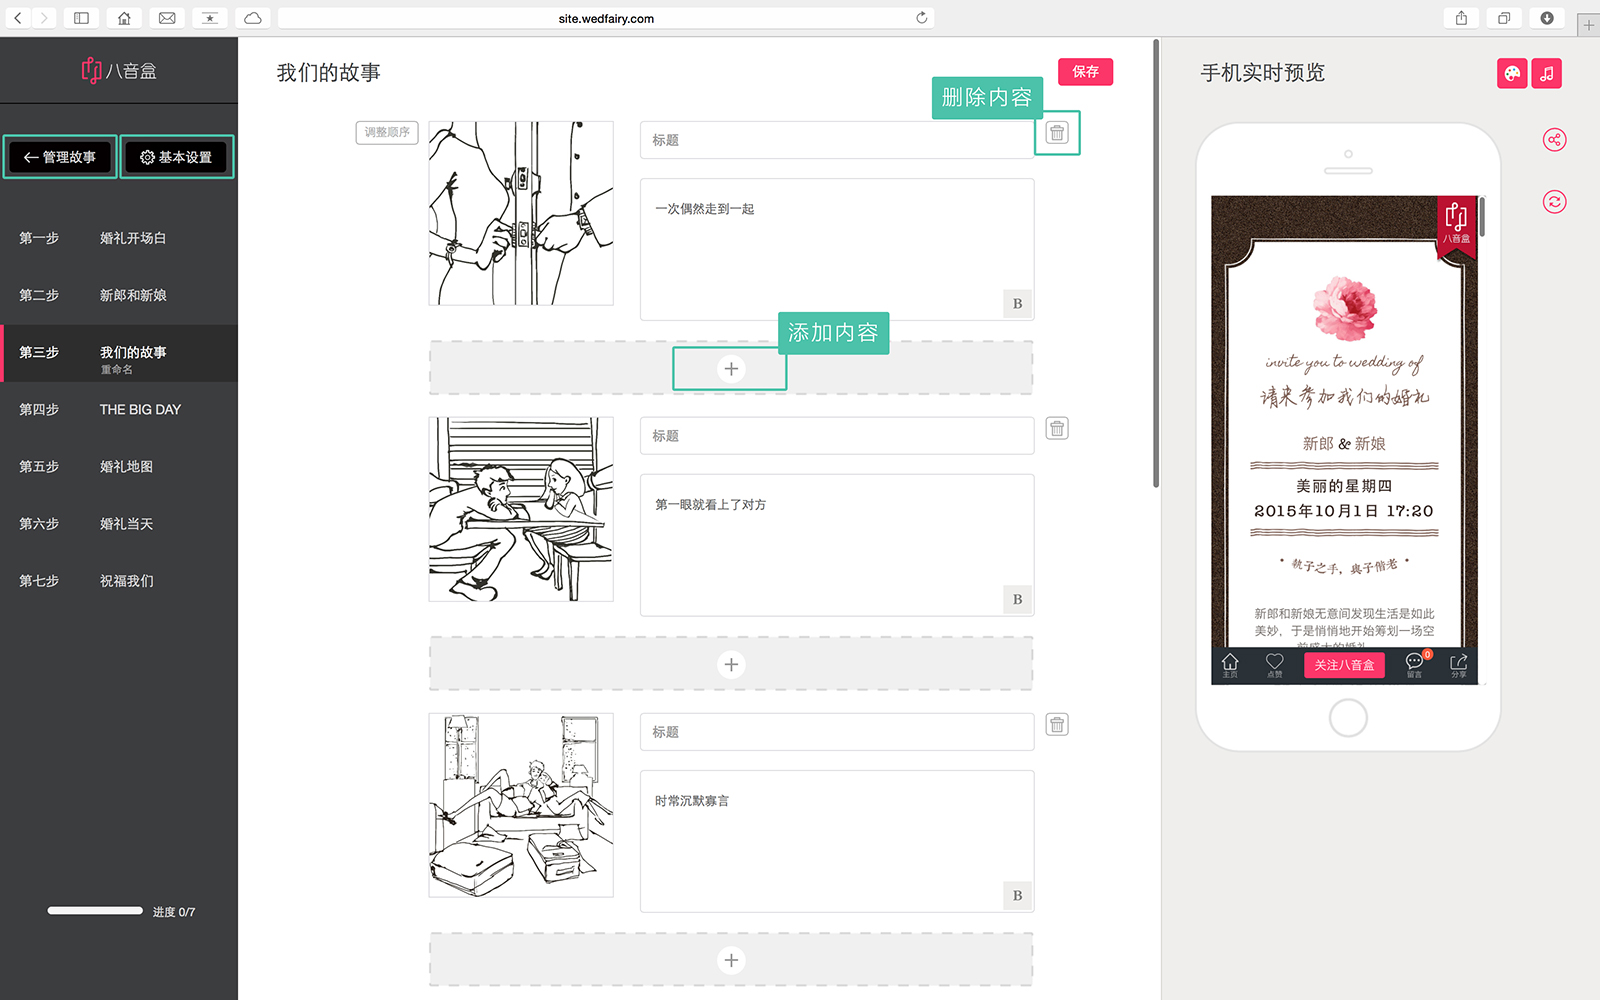 site.wedfairy.com
八音盒
管理故事
基本设置
第一步 婚礼开场白
第二步 新郎和新娘
第三步 我们的故事
重命名
第四步 THE BIG DAY
第五步 婚礼地图
第六步 婚礼当天
第七步 祝福我们
进度 0/7
我们的故事
保存
删除内容
调整顺序
标题
一次偶然走到一起
B
添加内容
标题
第一眼就看上了对方
B
标题
时常沉默寡言
B
手机实时预览
八音盒
invite you to wedding of
请来参加我们的婚礼
新郎 & 新娘
美丽的星期四
2015年10月1日 17:20
执子之手，与子偕老
新郎和新娘无意间发现生活是如此
美妙，于是悄悄地开始筹划一场空
前盛大的婚礼
主页
点赞
关注八音盒
0
留言
分享